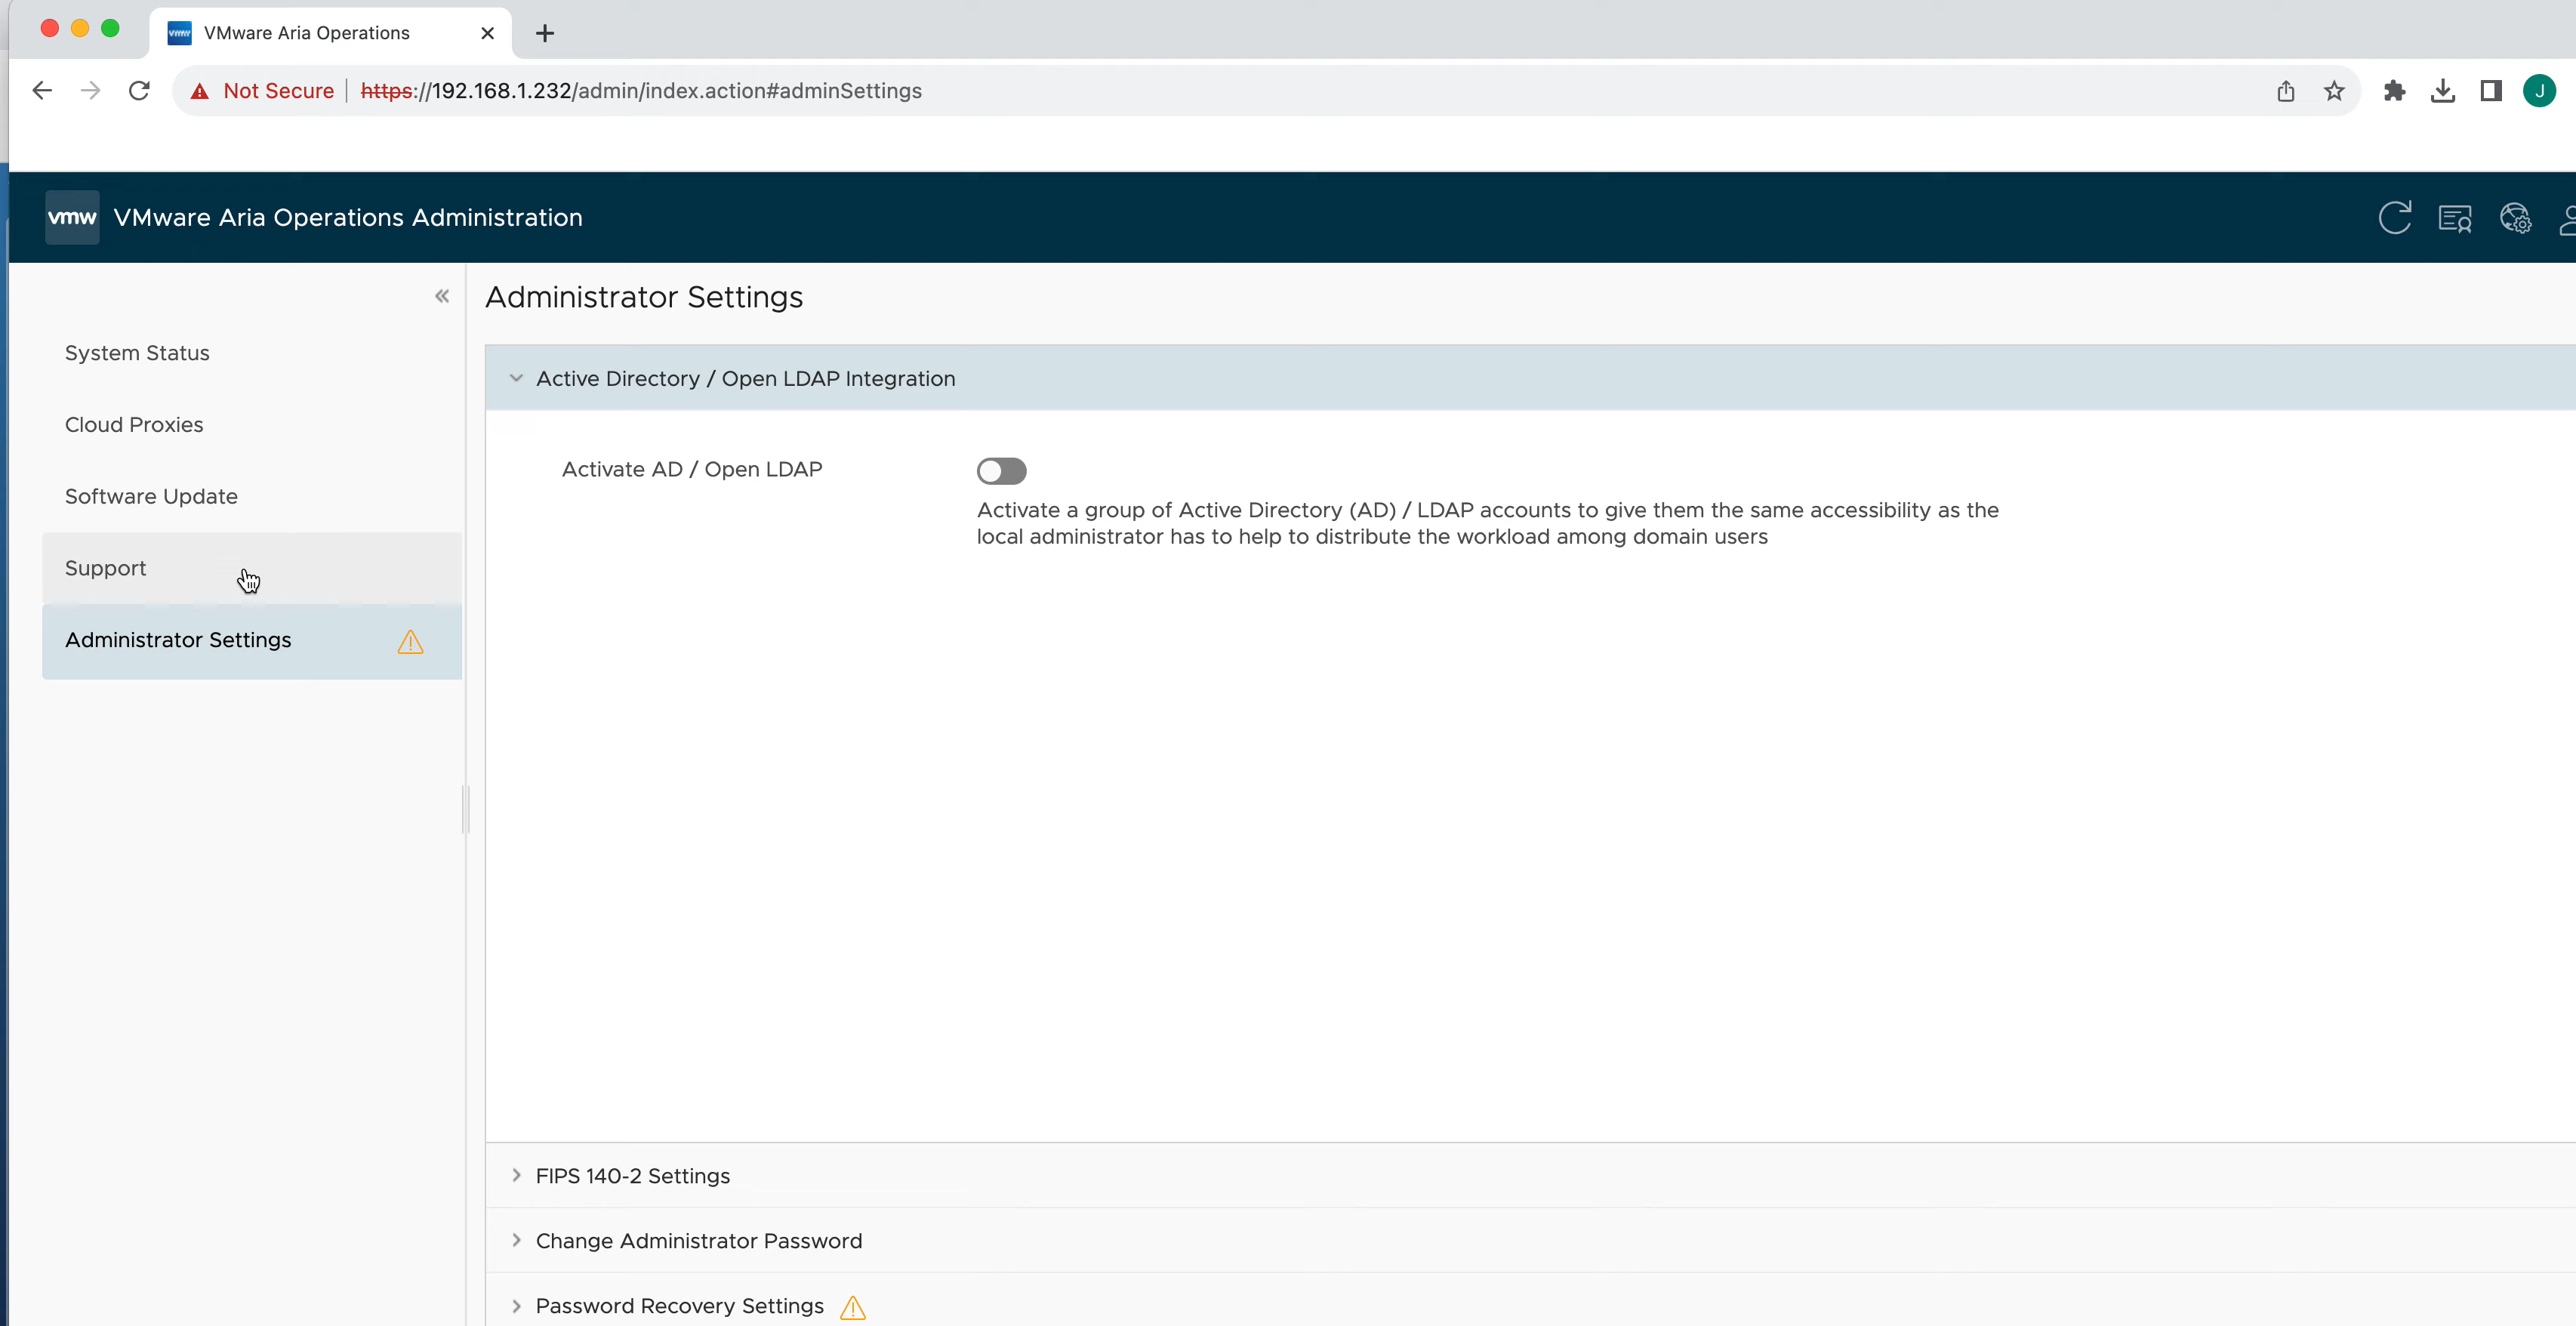 VMware Aria Operations
Not Secure
https://192.168.1.232/admin/index.action#adminSettings
J
vmw
VMware Aria Operations Administration
Administrator Settings
System Status
Cloud Proxies
Software Update
Support
Administrator Settings
Active Directory / Open LDAP Integration
Activate AD / Open LDAP
Activate a group of Active Directory (AD) / LDAP accounts to give them the same accessibility as the
local administrator has to help to distribute the workload among domain users
FIPS 140-2 Settings
Change Administrator Password
Password Recovery Settings